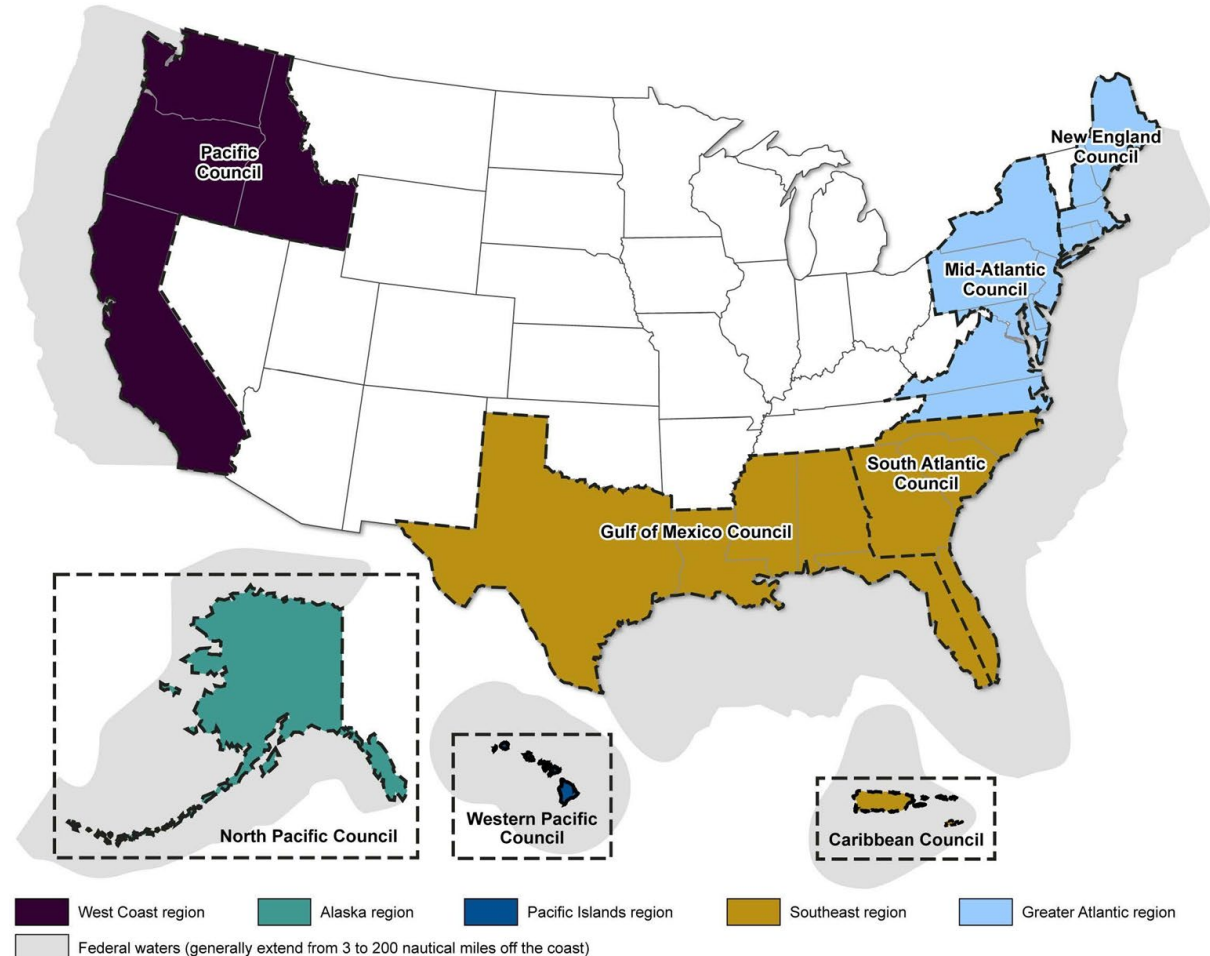 Pacific
Council
New England
Council
Mid-Atlantic
Council
South Atlantic
Council
Gulf of Mexico Council
North Pacific Council
Western Pacific
Council
Caribbean Council
West Coast region
Alaska region
Pacific Islands region
Southeast region
Greater Atlantic region
Federal waters (generally extend from 3 to 200 nautical miles off the coast)